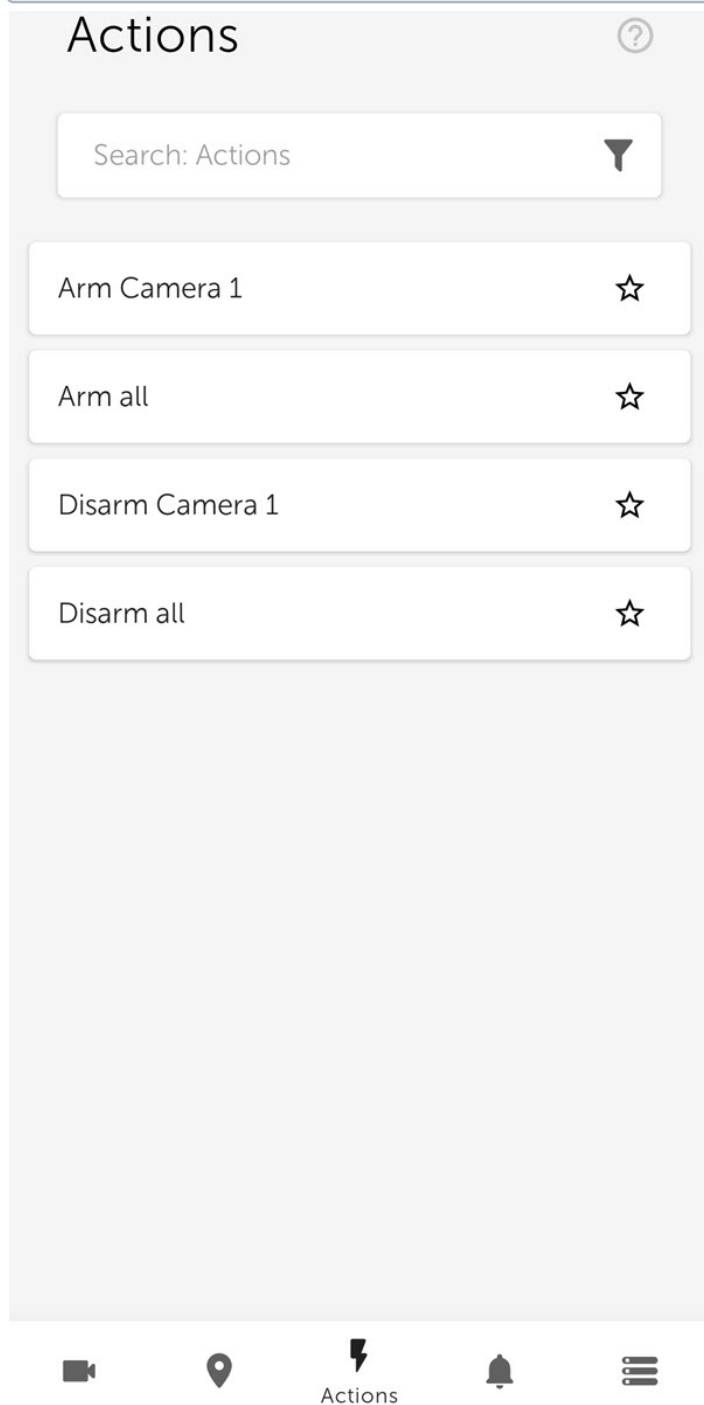 Actions
Search: Actions
Arm Camera 1
Arm all
Disarm Camera 1
Disarm all
Actions